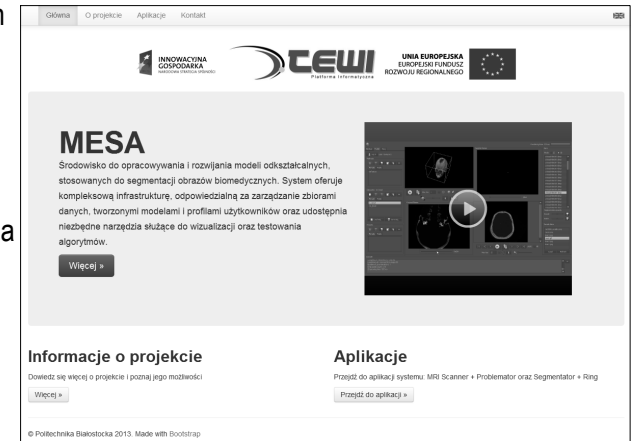 Główna O projekcie Aplikacje Kontakt
INNOWACYJNA
GOSPODARKA
NARODOWA STRATEGIA SPÓJNOŚCI
TEWI
Platforma Informatyczna
UNIA EUROPEJSKA
EUROPEJSKI FUNDUSZ
ROZWOJU REGIONALNEGO
MESA
Środowisko do opracowywania i rozwijania modeli odkształcalnych,
stosowanych do segmentacji obrazów biomedycznych. System oferuje
kompleksową infrastrukturę, odpowiedzialną za zarządzanie zbiorami
danych, tworzonymi modelami i profilami użytkowników oraz udostępnia
niezbędne narzędzia służące do wizualizacji oraz testowania
algorytmów.
Więcej »
Informacje o projekcie
Dowiedz się więcej o projekcie i poznaj jego możliwości
Więcej »
Aplikacje
Przejdź do aplikacji systemu: MRI Scanner + Problemator oraz Segmentator + Ring
Przejdź do aplikacji »
© Politechnika Białostocka 2013. Made with Bootstrap